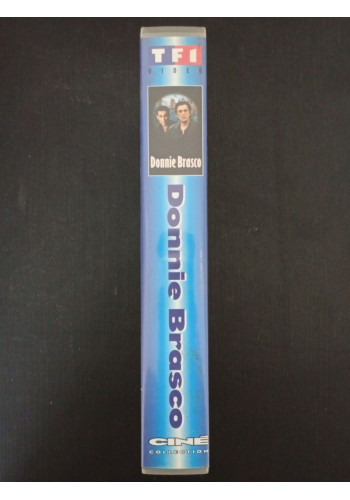 TF1
VIDEO
Donnie Brasco
Donnie Brasco
CINÉ
COLLECTION